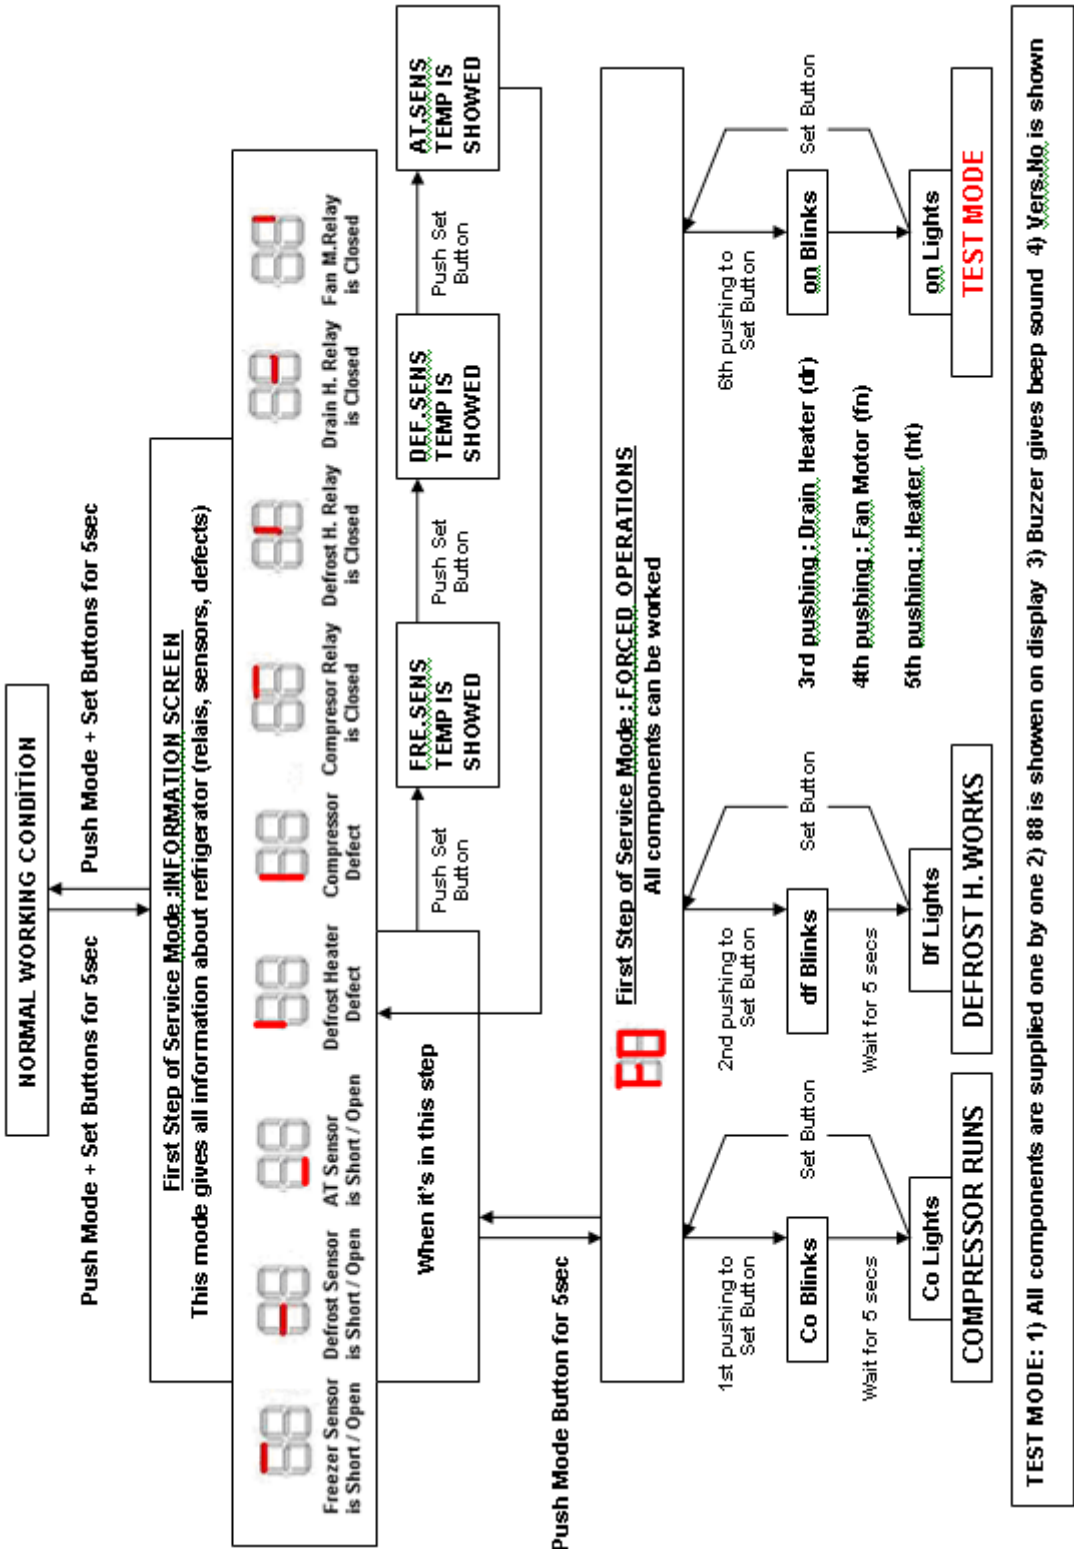 NORMAL WORKING CONDITION
Push Mode + Set Buttons for 5sec
Push Mode + Set Buttons for 5sec
First Step of Service Mode :INFORMATION SCREEN
This mode gives all information about refrigerator (relais, sensors, defects)
Freezer Sensor
is Short / Open
Defrost Sensor
is Short / Open
AT Sensor
is Short / Open
Defrost Heater
Defect
Compressor
Defect
Compresor Relay
is Closed
Defrost H. Relay
is Closed
Drain H. Relay
is Closed
Fan M.Relay
is Closed
When it's in this step
Push Set
Button
FRE.SENS
TEMP IS
SHOWED
Push Set
Button
DEF.SENS
TEMP IS
SHOWED
Push Set
Button
AT.SENS
TEMP IS
SHOWED
Push Mode Button for 5sec
F0
First Step of Service Mode : FORCED OPERATIONS
All components can be worked
1st pushing to
Set Button
Co Blinks
Set Button
Wait for 5 secs
Co Lights
COMPRESSOR RUNS
2nd pushing to
Set Button
df Blinks
Set Button
Wait for 5 secs
Df Lights
DEFROST H. WORKS
3rd pushing : Drain Heater (dr)
4th pushing : Fan Motor (fn)
5th pushing : Heater (ht)
6th pushing to
Set Button
on Blinks
Set Button
on Lights
TEST MODE
TEST MODE: 1) All components are supplied one by one 2) 88 is shown on display 3) Buzzer gives beep sound 4) Vers.No is shown